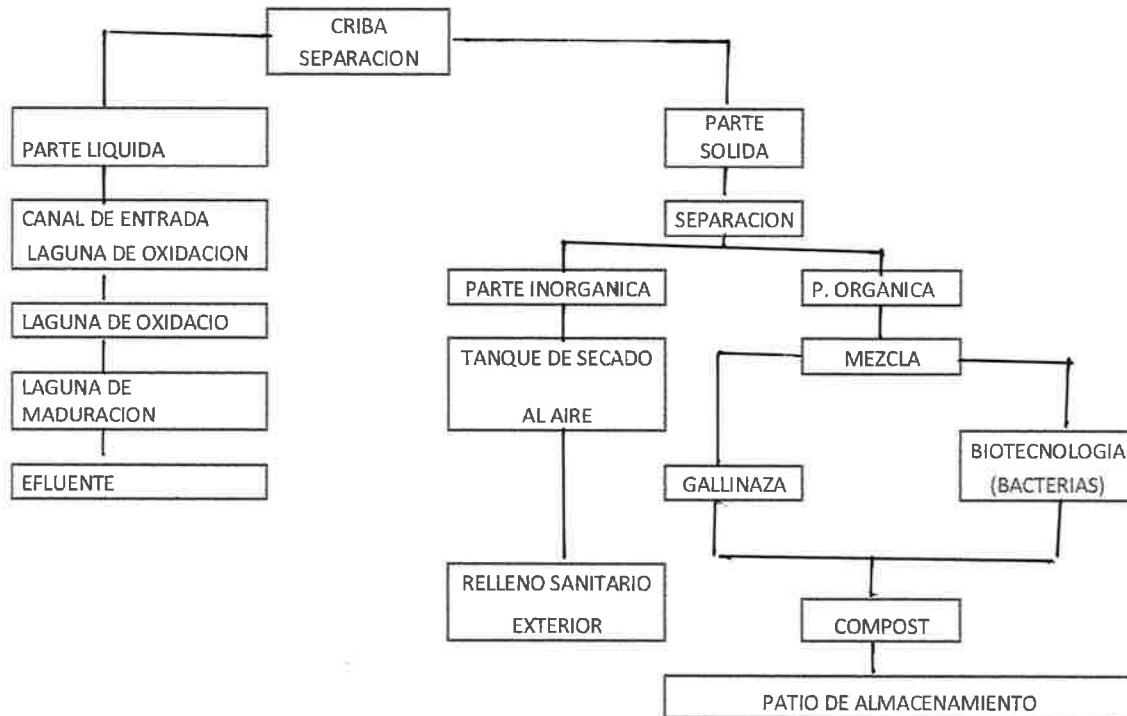 CRIBA
SEPARACION
PARTE LIQUIDA
CANAL DE ENTRADA
LAGUNA DE OXIDACION
LAGUNA DE OXIDACIO
LAGUNA DE
MADURACION
EFLUENTE
PARTE
SOLIDA
SEPARACION
PARTE INORGANICA
TANQUE DE SECADO
AL AIRE
RELLENO SANITARIO
EXTERIOR
P. ORGANICA
MEZCLA
GALLINAZA
BIOTECNOLOGIA
(BACTERIAS)
COMPOST
PATIO DE ALMACENAMIENTO